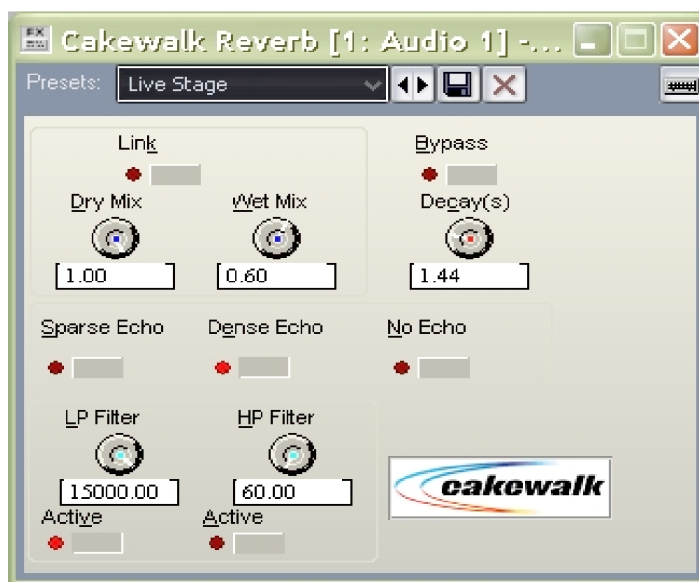 Cakewalk Reverb [1: Audio 1] -...
Presets: Live Stage
Link
Bypass
Dry Mix
Wet Mix
Decay(s)
1.00
0.60
1.44
Sparse Echo
Dense Echo
No Echo
LP Filter
HP Filter
15000.00
60.00
Active
Active
cakewalk